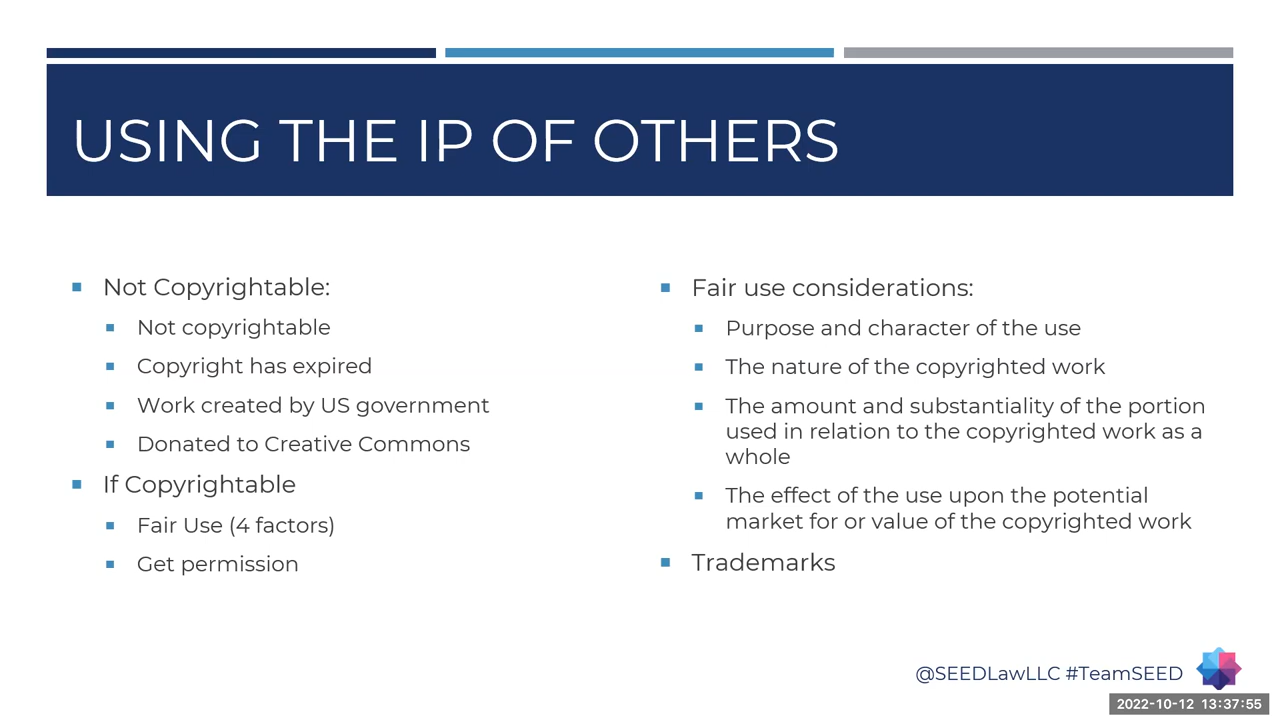 USING THE IP OF OTHERS
Not Copyrightable:
Not copyrightable
Copyright has expired
Work created by US government
Donated to Creative Commons
If Copyrightable
Fair Use (4 factors)
Get permission
Fair use considerations:
Purpose and character of the use
The nature of the copyrighted work
The amount and substantiality of the portion
used in relation to the copyrighted work as a
whole
The effect of the use upon the potential
market for or value of the copyrighted work
Trademarks
@SEEDLawLLC #TeamSEED
2022-10-12 13:37:55